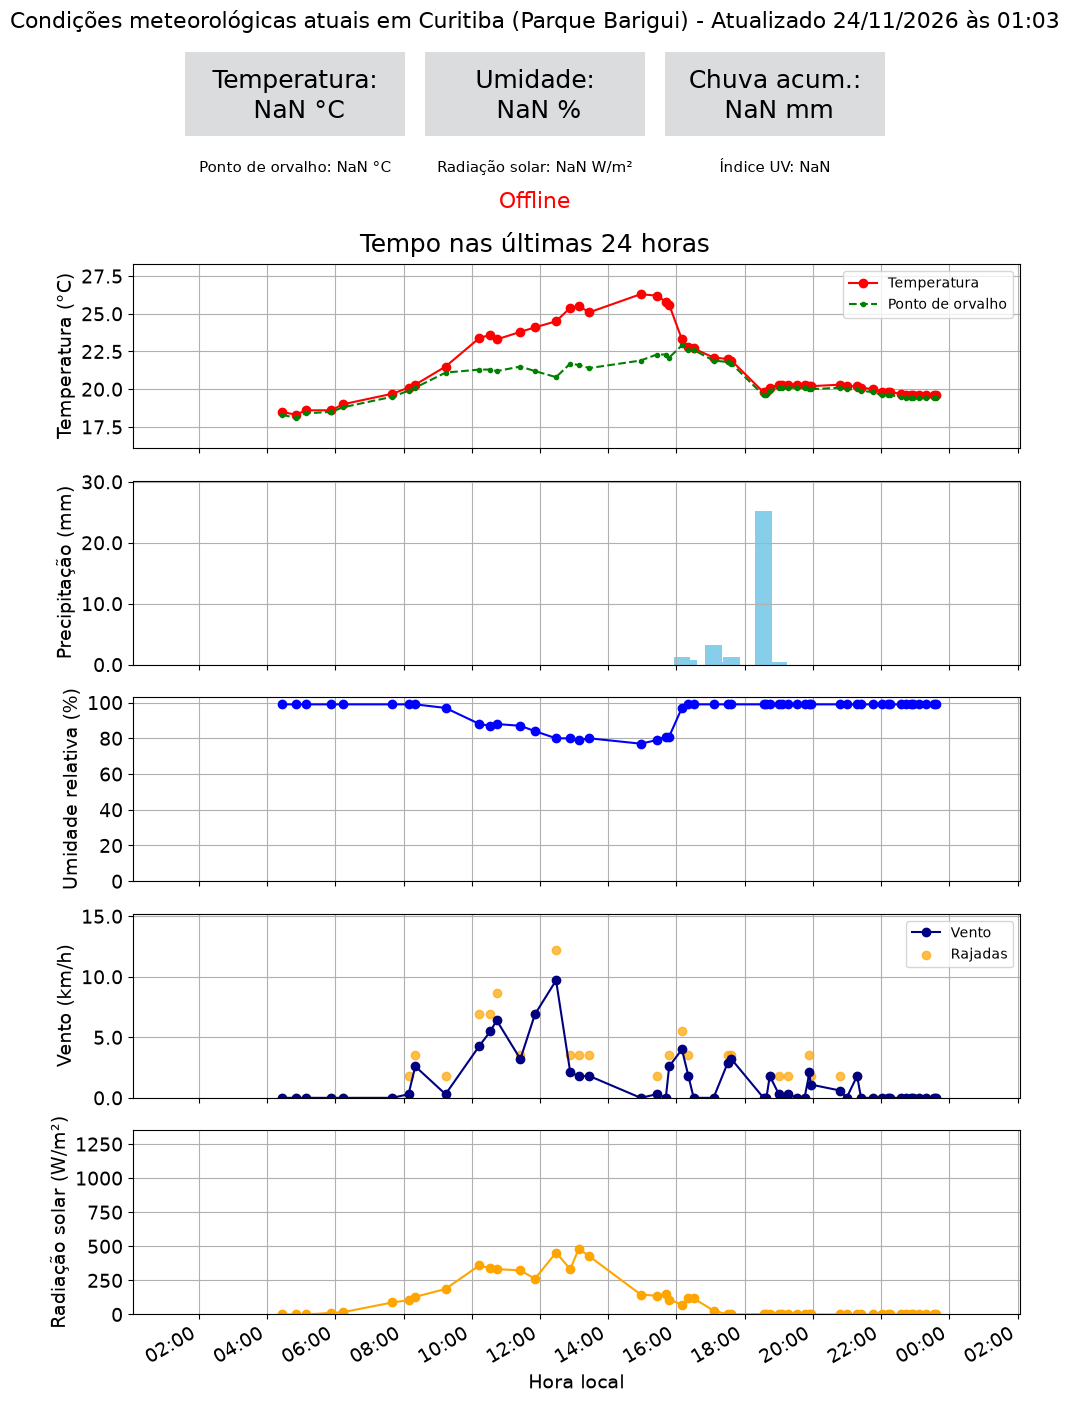 Condições meteorológicas atuais em Curitiba (Parque Barigui) - Atualizado 24/11/2026 às 01:03
Temperatura:
NaN °C
Umidade:
NaN %
Chuva acum.:
NaN mm
Ponto de orvalho: NaN °C
Radiação solar: NaN W/m²
Índice UV: NaN
Offline
Tempo nas últimas 24 horas
Temperatura (°C)
27.5
25.0
22.5
20.0
17.5
Temperatura
Ponto de orvalho
Precipitação (mm)
30.0
20.0
10.0
0.0
Umidade relativa (%)
100
80
60
40
20
0
Vento (km/h)
15.0
10.0
5.0
0.0
Vento
Rajadas
Radiação solar (W/m²)
1250
1000
750
500
250
0
02:00 04:00 06:00 08:00 10:00 12:00 14:00 16:00 18:00 20:00 22:00 00:00 02:00
Hora local